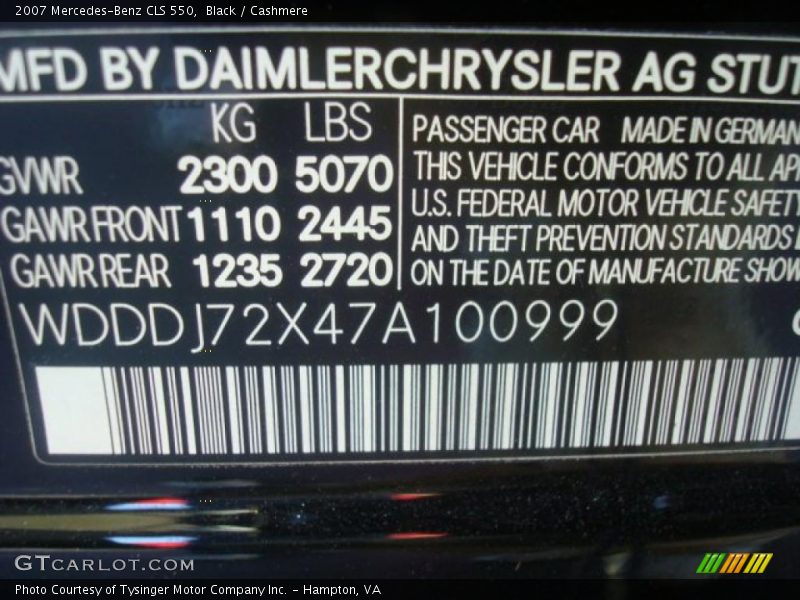 2007 Mercedes-Benz CLS 550, Black / Cashmere
MFD BY DAIMLERCHRYSLER AG STUT
KG LBS
GVWR 2300 5070
GAWR FRONT 1110 2445
GAWR REAR 1235 2720
PASSENGER CAR MADE IN GERMAN
THIS VEHICLE CONFORMS TO ALL APP
U.S. FEDERAL MOTOR VEHICLE SAFETY
AND THEFT PREVENTION STANDARDS
ON THE DATE OF MANUFACTURE SHOW
WDDDJ72X47A100999
GTCARLOT.COM
Photo Courtesy of Tysinger Motor Company Inc. - Hampton, VA